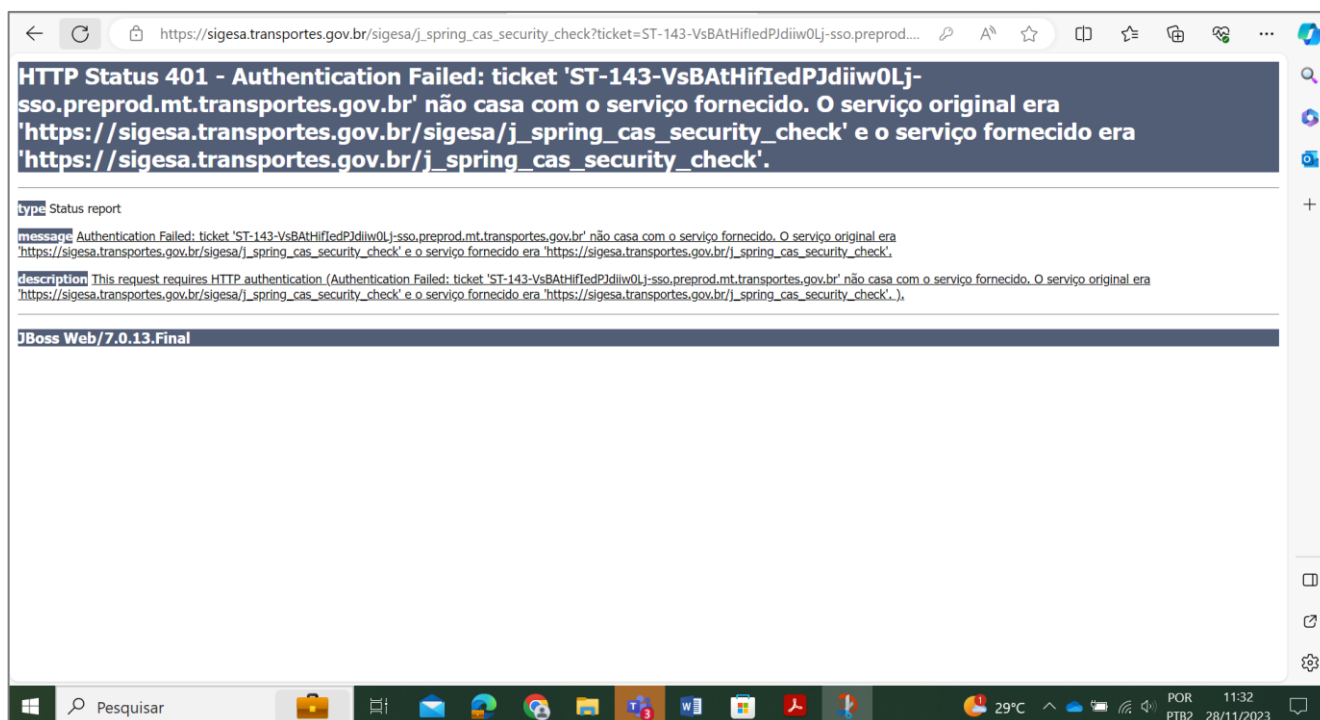 https://sigesa.transportes.gov.br/sigesa/j_spring_cas_security_check?ticket=ST-143-VsBAtHifIedPJdiiw0Lj-sso.preprod....
HTTP Status 401 - Authentication Failed: ticket 'ST-143-VsBAtHifIedPJdiiw0Lj-
sso.preprod.mt.transportes.gov.br' não casa com o serviço fornecido. O serviço original era
'https://sigesa.transportes.gov.br/sigesa/j_spring_cas_security_check' e o serviço fornecido era
'https://sigesa.transportes.gov.br/j_spring_cas_security_check'.
type Status report
message Authentication Failed: ticket 'ST-143-VsBAtHifIedPJdiiw0Lj-sso.preprod.mt.transportes.gov.br' não casa com o serviço fornecido. O serviço original era
'https://sigesa.transportes.gov.br/sigesa/j_spring_cas_security_check' e o serviço fornecido era 'https://sigesa.transportes.gov.br/j_spring_cas_security_check'.
description This request requires HTTP authentication (Authentication Failed: ticket 'ST-143-VsBAtHifIedPJdiiw0Lj-sso.preprod.mt.transportes.gov.br' não casa com o serviço fornecido. O serviço original era
'https://sigesa.transportes.gov.br/sigesa/j_spring_cas_security_check' e o serviço fornecido era 'https://sigesa.transportes.gov.br/j_spring_cas_security_check'. ).
JBoss Web/7.0.13.Final
Pesquisar
3
1
29°C
POR
PTB2
11:32
28/11/2023